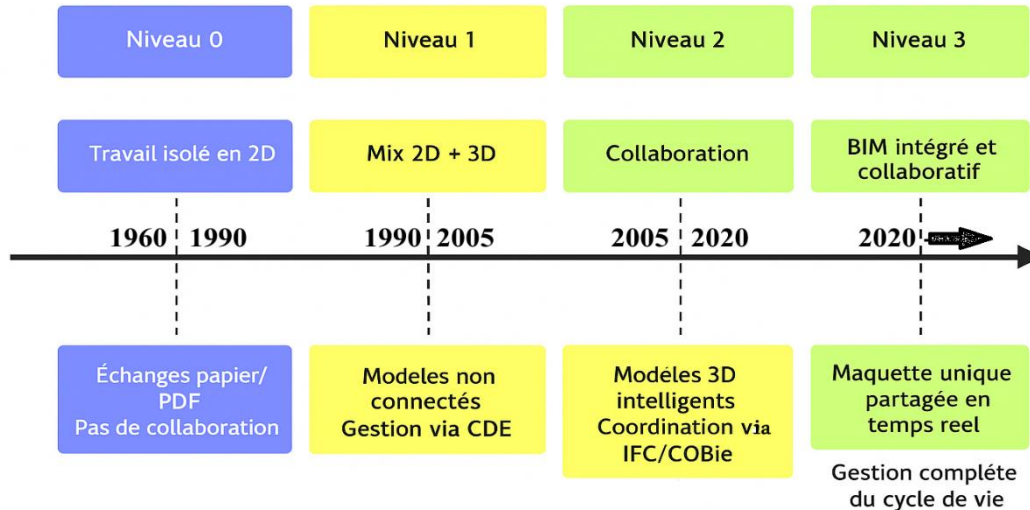 Niveau 0
Niveau 1
Niveau 2
Niveau 3
Travail isolé en 2D
Mix 2D + 3D
Collaboration
BIM intégré et
collaboratif
1960 1990
1990 2005
2005 2020
2020
Échanges papier/
PDF
Pas de collaboration
Modeles non
connectés
Gestion via CDE
Modéles 3D
intelligents
Coordination via
IFC/COBie
Maquette unique
partagée en
temps reel
Gestion compléte
du cycle de vie